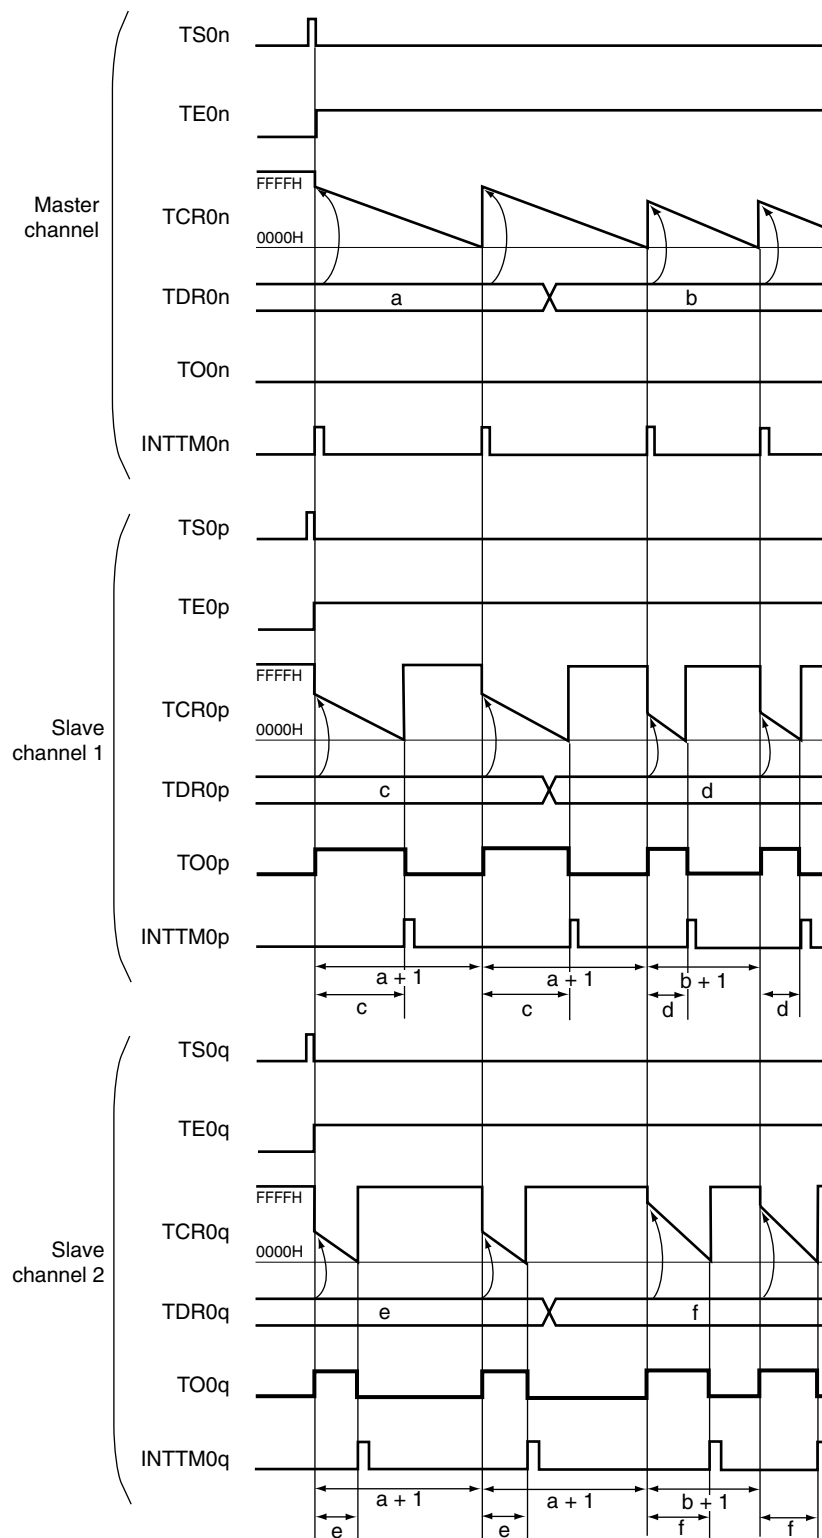 TS0n
TE0n
Master
channel
FFFFH
TCR0n
0000H
TDR0n
a
b
TO0n
INTTM0n
TS0p
TE0p
Slave
channel 1
FFFFH
TCR0p
0000H
TDR0p
c
d
TO0p
INTTM0p
a + 1
a + 1
b + 1
c
c
d
d
TS0q
TE0q
Slave
channel 2
FFFFH
TCR0q
0000H
TDR0q
e
f
TO0q
INTTM0q
a + 1
a + 1
b + 1
e
e
f
f